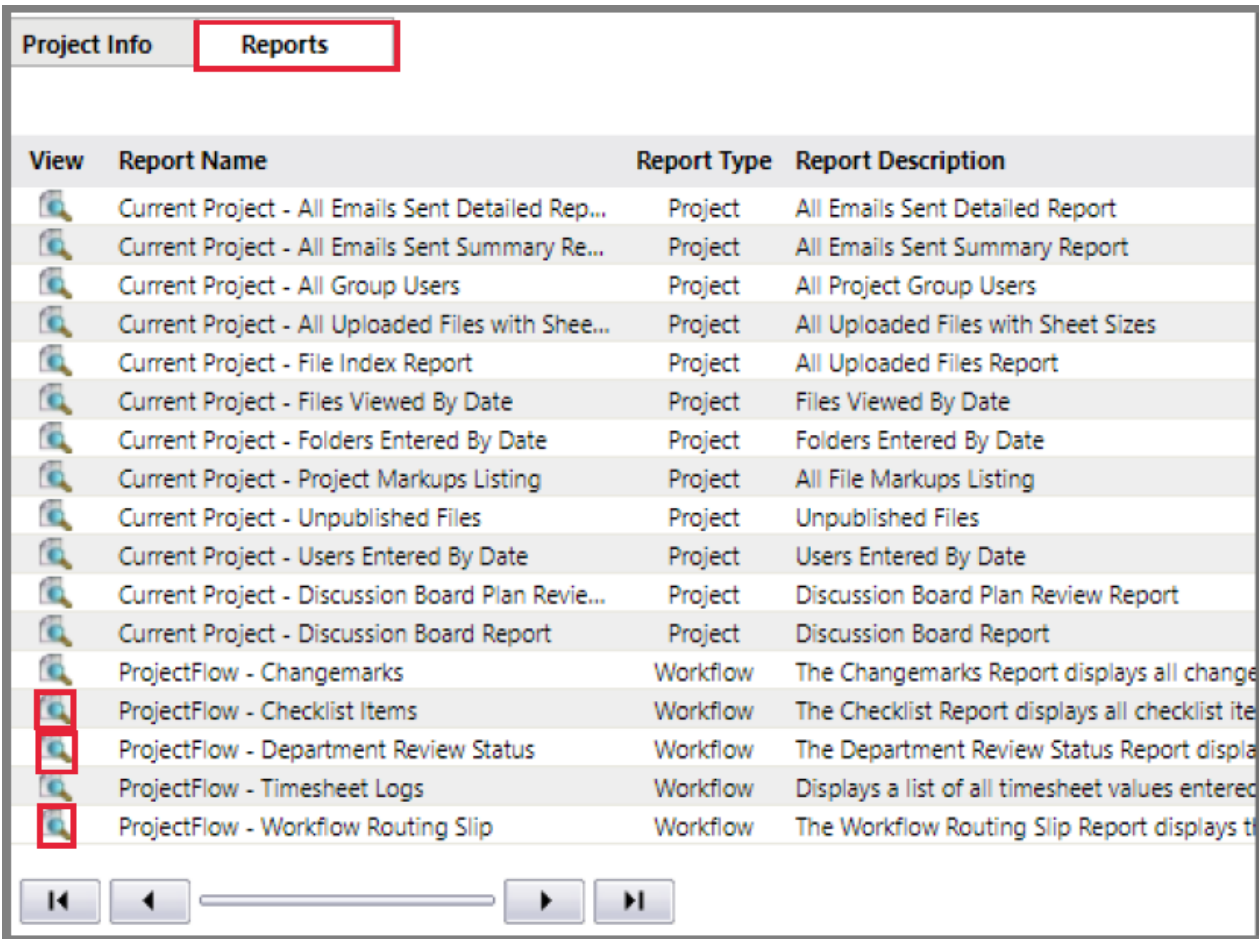 Project Info Reports
View Report Name Report Type Report Description
Current Project - All Emails Sent Detailed Rep... Project All Emails Sent Detailed Report
Current Project - All Emails Sent Summary Re... Project All Emails Sent Summary Report
Current Project - All Group Users Project All Project Group Users
Current Project - All Uploaded Files with Shee... Project All Uploaded Files with Sheet Sizes
Current Project - File Index Report Project All Uploaded Files Report
Current Project - Files Viewed By Date Project Files Viewed By Date
Current Project - Folders Entered By Date Project Folders Entered By Date
Current Project - Project Markups Listing Project All File Markups Listing
Current Project - Unpublished Files Project Unpublished Files
Current Project - Users Entered By Date Project Users Entered By Date
Current Project - Discussion Board Plan Revie... Project Discussion Board Plan Review Report
Current Project - Discussion Board Report Project Discussion Board Report
ProjectFlow - Changemarks Workflow The Changemarks Report displays all change
ProjectFlow - Checklist Items Workflow The Checklist Report displays all checklist ite
ProjectFlow - Department Review Status Workflow The Department Review Status Report displa
ProjectFlow - Timesheet Logs Workflow Displays a list of all timesheet values entered
ProjectFlow - Workflow Routing Slip Workflow The Workflow Routing Slip Report displays th